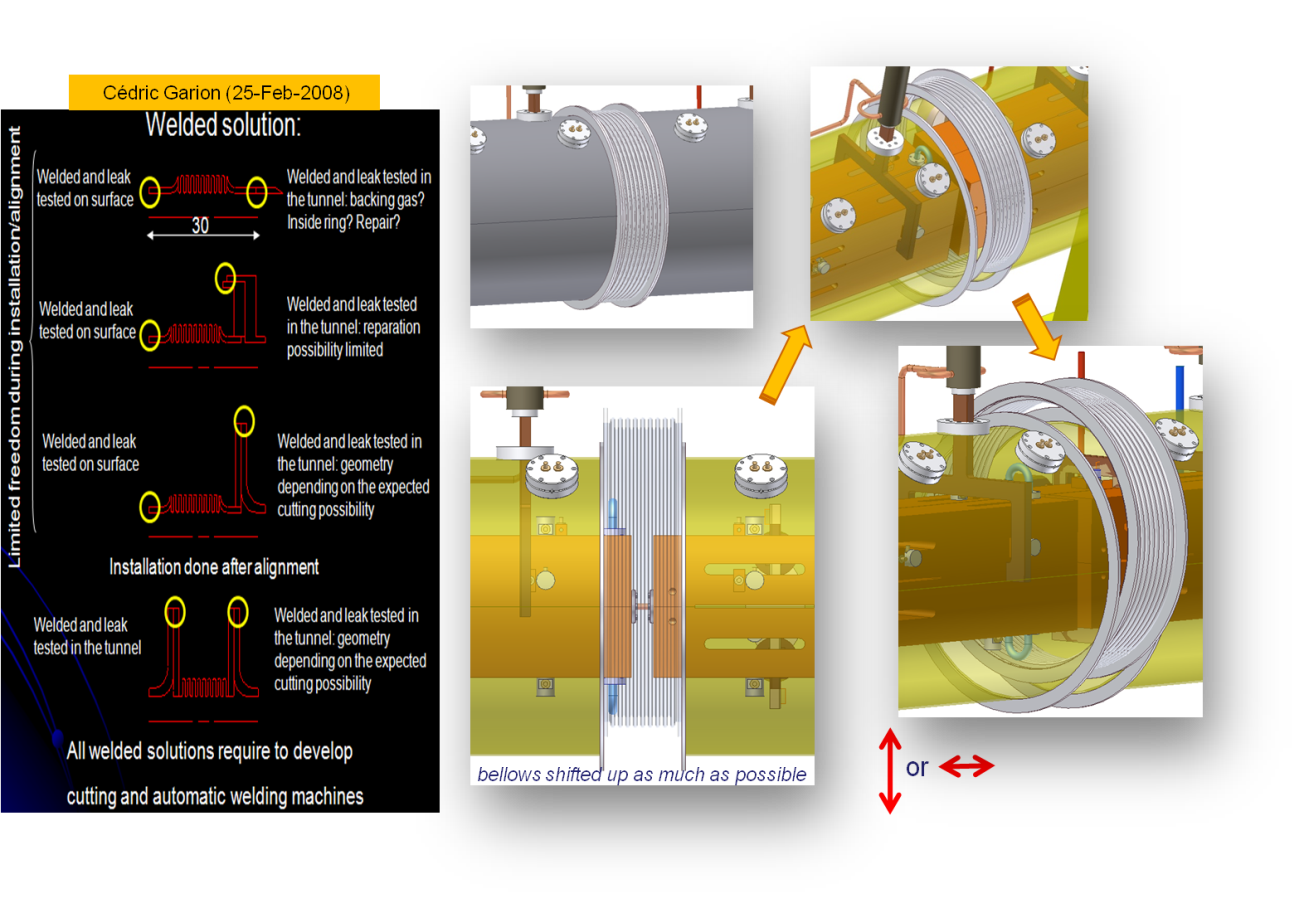 Cédric Garion (25-Feb-2008)
Welded solution:
Limited freedom during installation/alignment
Welded and leak
tested on surface
Welded and leak tested in
the tunnel: backing gas?
Inside ring? Repair?
30
Welded and leak
tested on surface
Welded and leak tested
in the tunnel: reparation
possibility limited
Welded and leak
tested on surface
Welded and leak tested in
the tunnel: geometry
depending on the expected
cutting possibility
Installation done after alignment
Welded and leak
tested in the tunnel
Welded and leak tested in
the tunnel: geometry
depending on the expected
cutting possibility
All welded solutions require to develop
cutting and automatic welding machines
bellows shifted up as much as possible
or